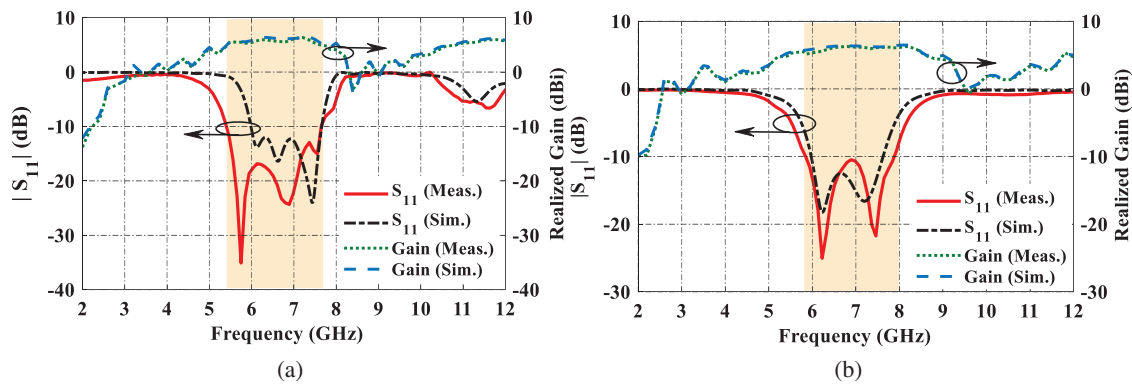 10
0
-10
-20
-30
-40
|S11| (dB)
2 3 4 5 6 7 8 9 10 11 12
Frequency (GHz)
20
10
0
-10
-20
-30
-40
Realized Gain (dBi)
S11 (Meas.)
S11 (Sim.)
Gain (Meas.)
Gain (Sim.)
(a)
10
0
-10
-20
-30
|S11| (dB)
2 3 4 5 6 7 8 9 10 11 12
Frequency (GHz)
10
0
-10
-20
-30
Realized Gain (dBi)
S11 (Meas.)
S11 (Sim.)
Gain (Meas.)
Gain (Sim.)
(b)